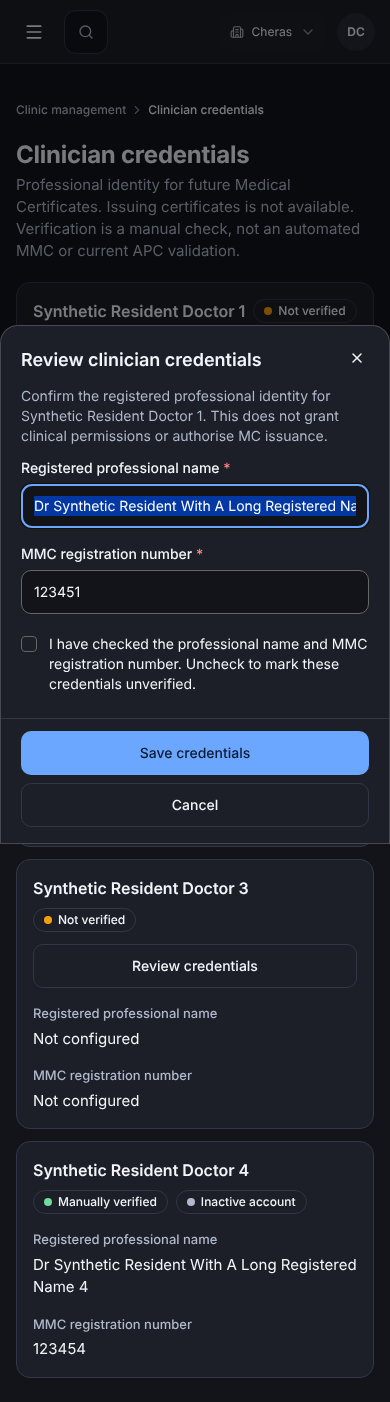 Cheras
DC
Clinic management
Clinician credentials
Clinician credentials
Professional identity for future Medical
Certificates. Issuing certificates is not available.
Verification is a manual check, not an automated
MMC or current APC validation.
Synthetic Resident Doctor 1
Not verified
Review clinician credentials
Confirm the registered professional identity for
Synthetic Resident Doctor 1. This does not grant
clinical permissions or authorise MC issuance.
Registered professional name *
Dr Synthetic Resident With A Long Registered Na
MMC registration number *
123451
I have checked the professional name and MMC
registration number. Uncheck to mark these
credentials unverified.
Save credentials
Cancel
Synthetic Resident Doctor 3
Not verified
Review credentials
Registered professional name
Not configured
MMC registration number
Not configured
Synthetic Resident Doctor 4
Manually verified
Inactive account
Registered professional name
Dr Synthetic Resident With A Long Registered
Name 4
MMC registration number
123454